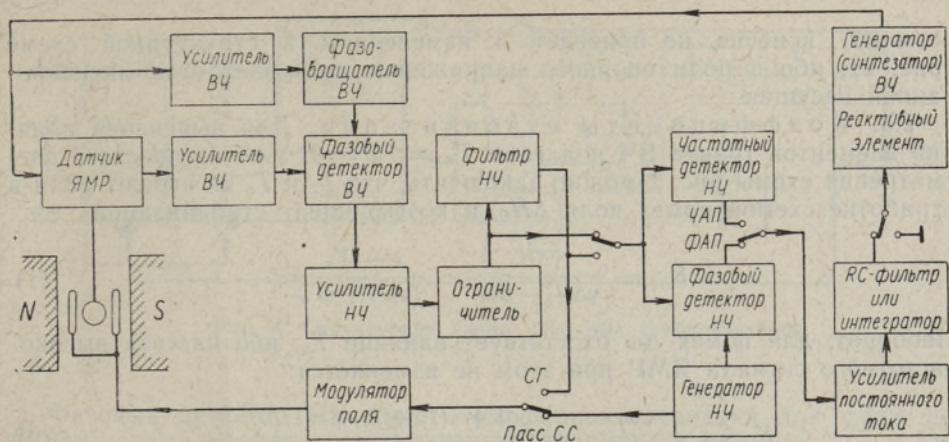 Усилитель
ВЧ
Фазо-
обращатель
ВЧ
Генератор
(синтезатор)
ВЧ
Реактивный
элемент
Датчик
ЯМР
Усилитель
ВЧ
Фазовый
детектор
ВЧ
Фильтр
НЧ
Частотный
детектор
НЧ
ЧАП
ФАП
N
S
Усилитель
НЧ
Ограни-
читель
Фазовый
детектор
НЧ
RC-фильтр
или
интегратор
Модулятор
поля
СГ
Пасс СС
Генератор
НЧ
Усилитель
постоянного
тока